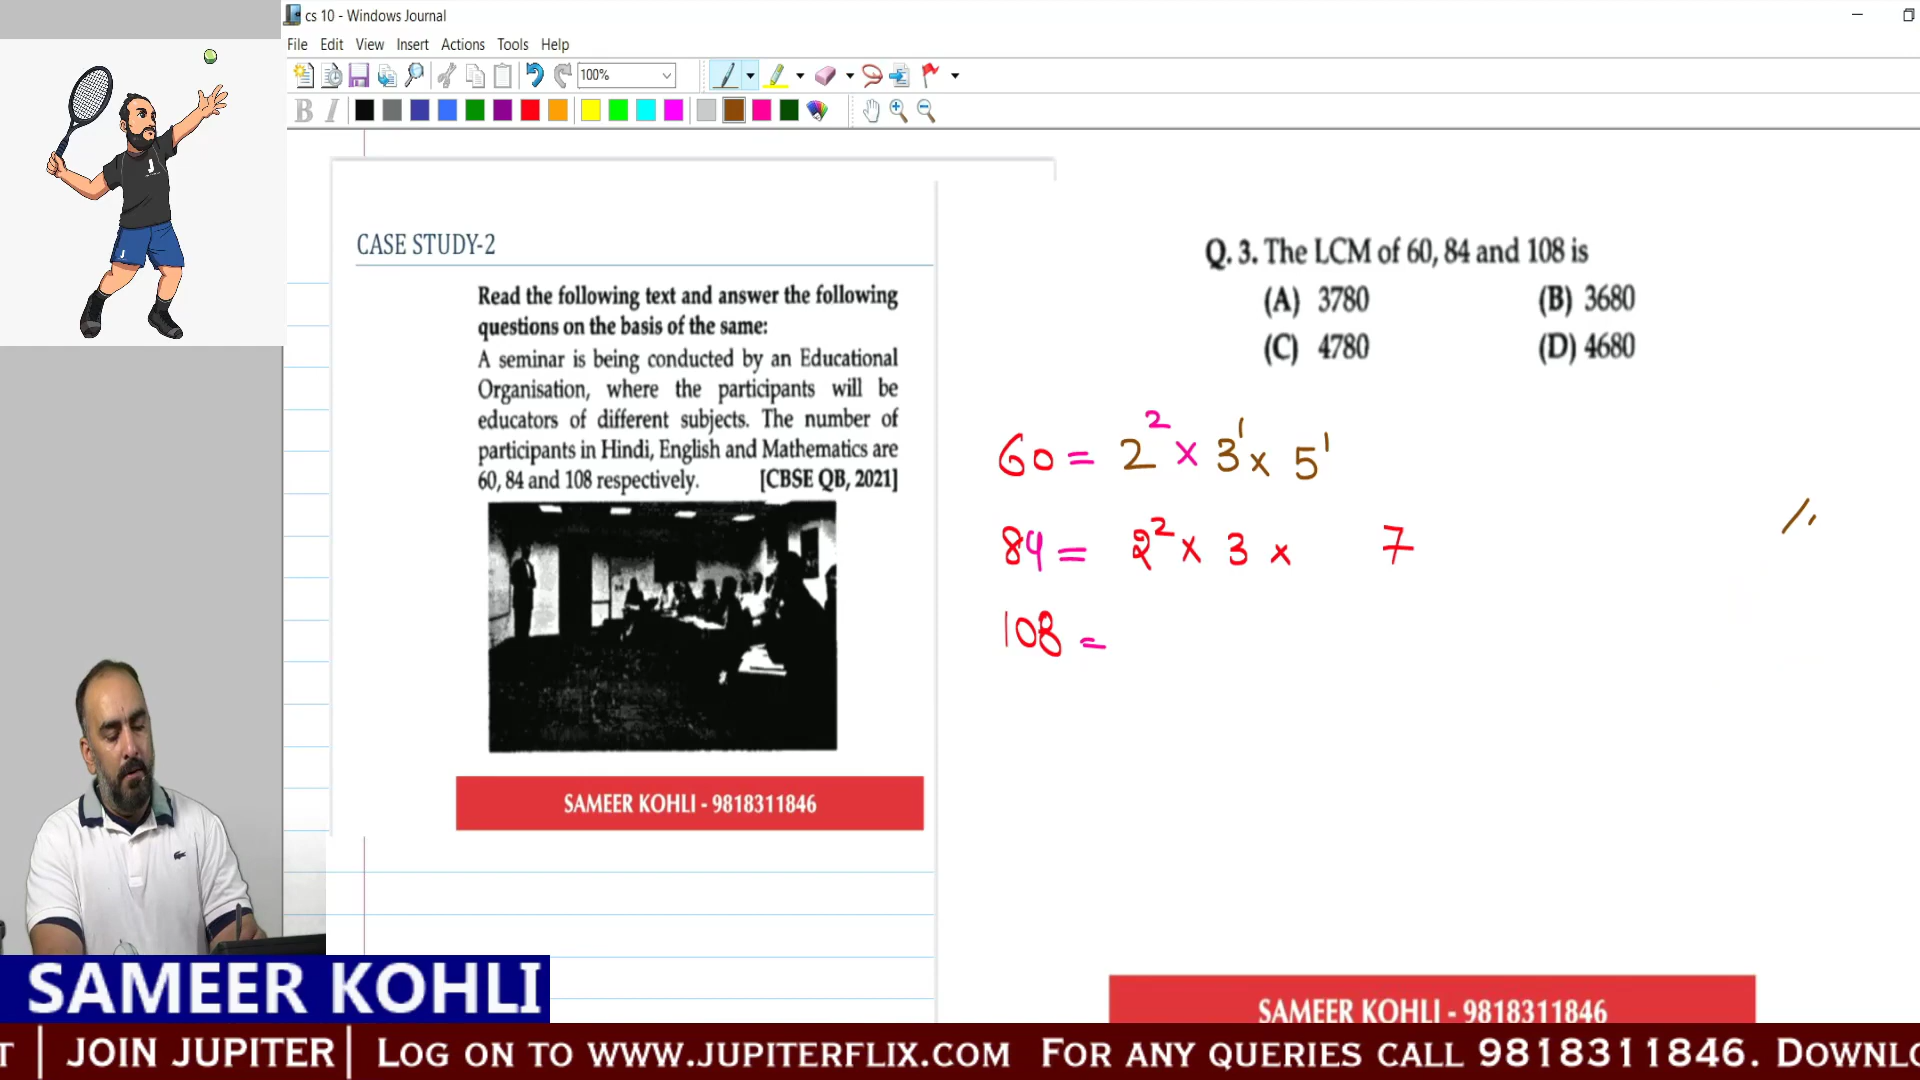 cs 10 - Windows Journal
File Edit View Insert Actions Tools Help
100%
B I
J
J
CASE STUDY-2
Read the following text and answer the following
questions on the basis of the same:
A seminar is being conducted by an Educational
Organisation, where the participants will be
educators of different subjects. The number of
participants in Hindi, English and Mathematics are
60, 84 and 108 respectively. [CBSE QB, 2021]
SAMEER KOHLI - 9818311846
Q. 3. The LCM of 60, 84 and 108 is
(A) 3780 (B) 3680
(C) 4780 (D) 4680
60 = 2² × 3¹ × 5¹
84 = 2² × 3 × 7
108 =
SAMEER KOHLI - 9818311846
SAMEER KOHLI
T | JOIN JUPITER | LOG ON TO WWW.JUPITERFLIX.COM FOR ANY QUERIES CALL 9818311846. DOWNLO